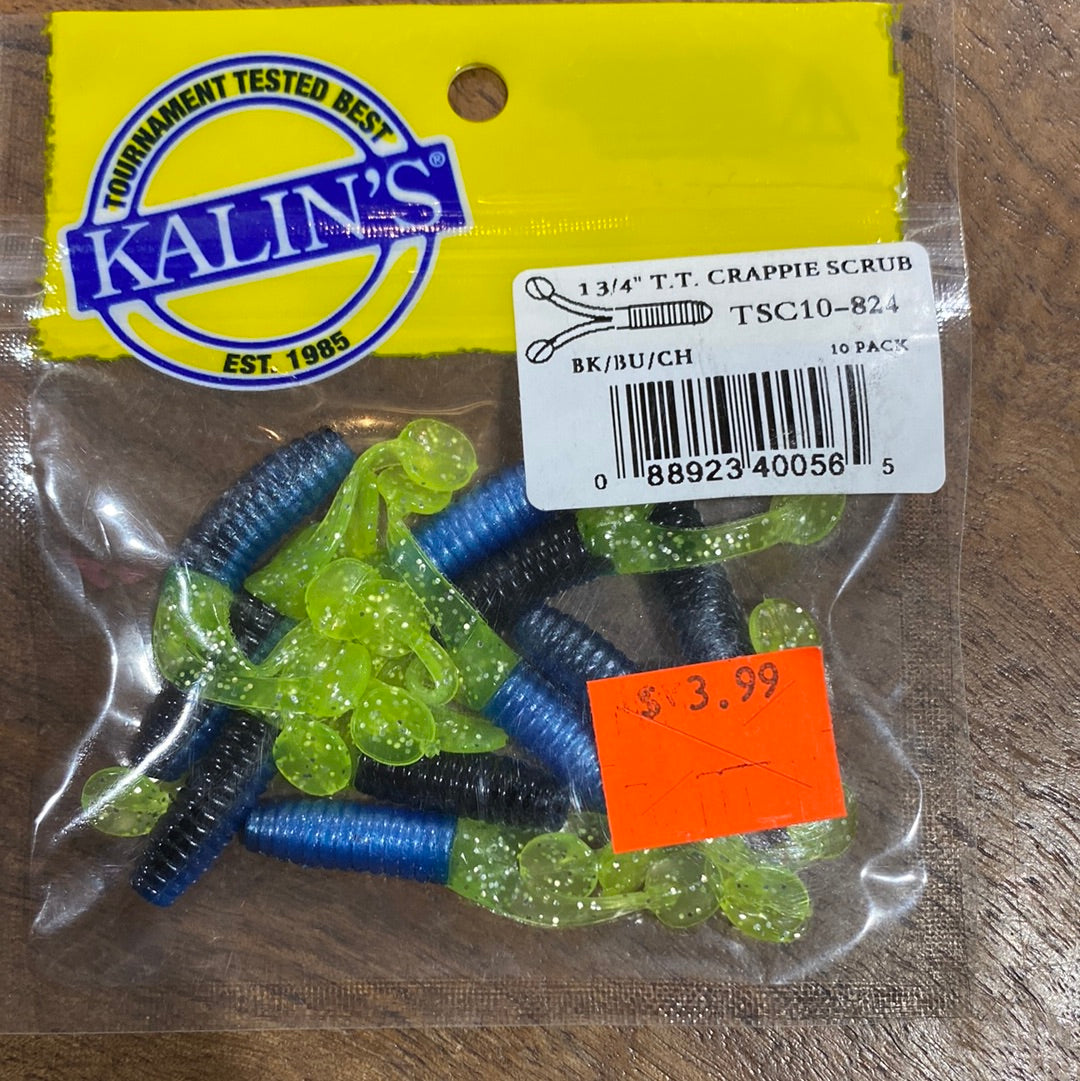 TOURNAMENT TESTED BEST
KALIN'S®
EST. 1985
1 3/4" T.T. CRAPPIE SCRUB
TSC10-824
BK/BU/CH
10 PACK
0 88923 40056 5
$ 3.99